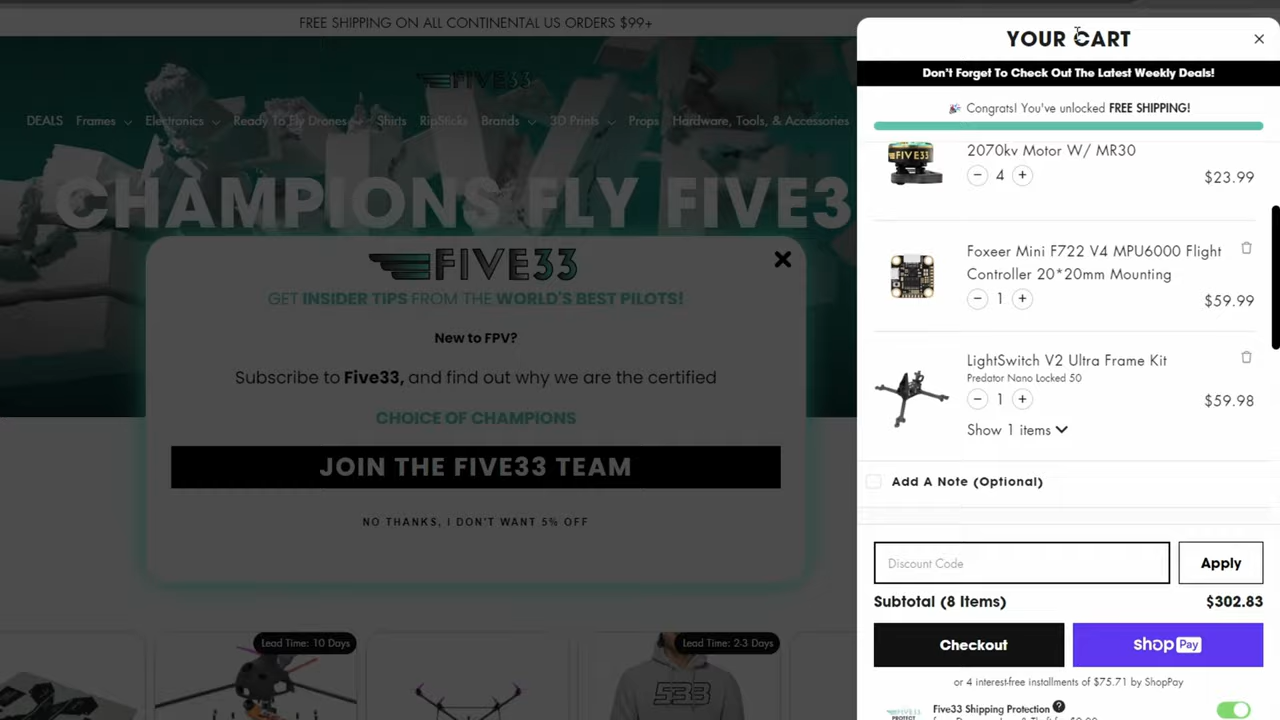 FREE SHIPPING ON ALL CONTINENTAL US ORDERS $99+
FIVE33
DEALS Frames Electronics Ready To Fly Drones Shirts RipSticks Brands 3D Prints Props Hardware, Tools, & Accessories
CHAMPIONS FLY FIVE3
FIVE33
GET INSIDER TIPS FROM THE WORLD'S BEST PILOTS!
New to FPV?
Subscribe to Five33, and find out why we are the certified
CHOICE OF CHAMPIONS
JOIN THE FIVE33 TEAM
NO THANKS, I DON'T WANT 5% OFF
Lead Time: 10 Days
Lead Time: 2-3 Days
533
YOUR CART
Don't Forget To Check Out The Latest Weekly Deals!
Congrats! You've unlocked FREE SHIPPING!
FIVE33
2070kv Motor W/ MR30
4
$23.99
Foxeer Mini F722 V4 MPU6000 Flight
Controller 20*20mm Mounting
1
$59.99
LightSwitch V2 Ultra Frame Kit
Predator Nano Locked 50
1
$59.98
Show 1 items
Add A Note (Optional)
Discount Code
Apply
Subtotal (8 Items)
$302.83
Checkout
shop Pay
or 4 interest-free installments of $75.71 by ShopPay
FIVE33
Five33 Shipping Protection ?